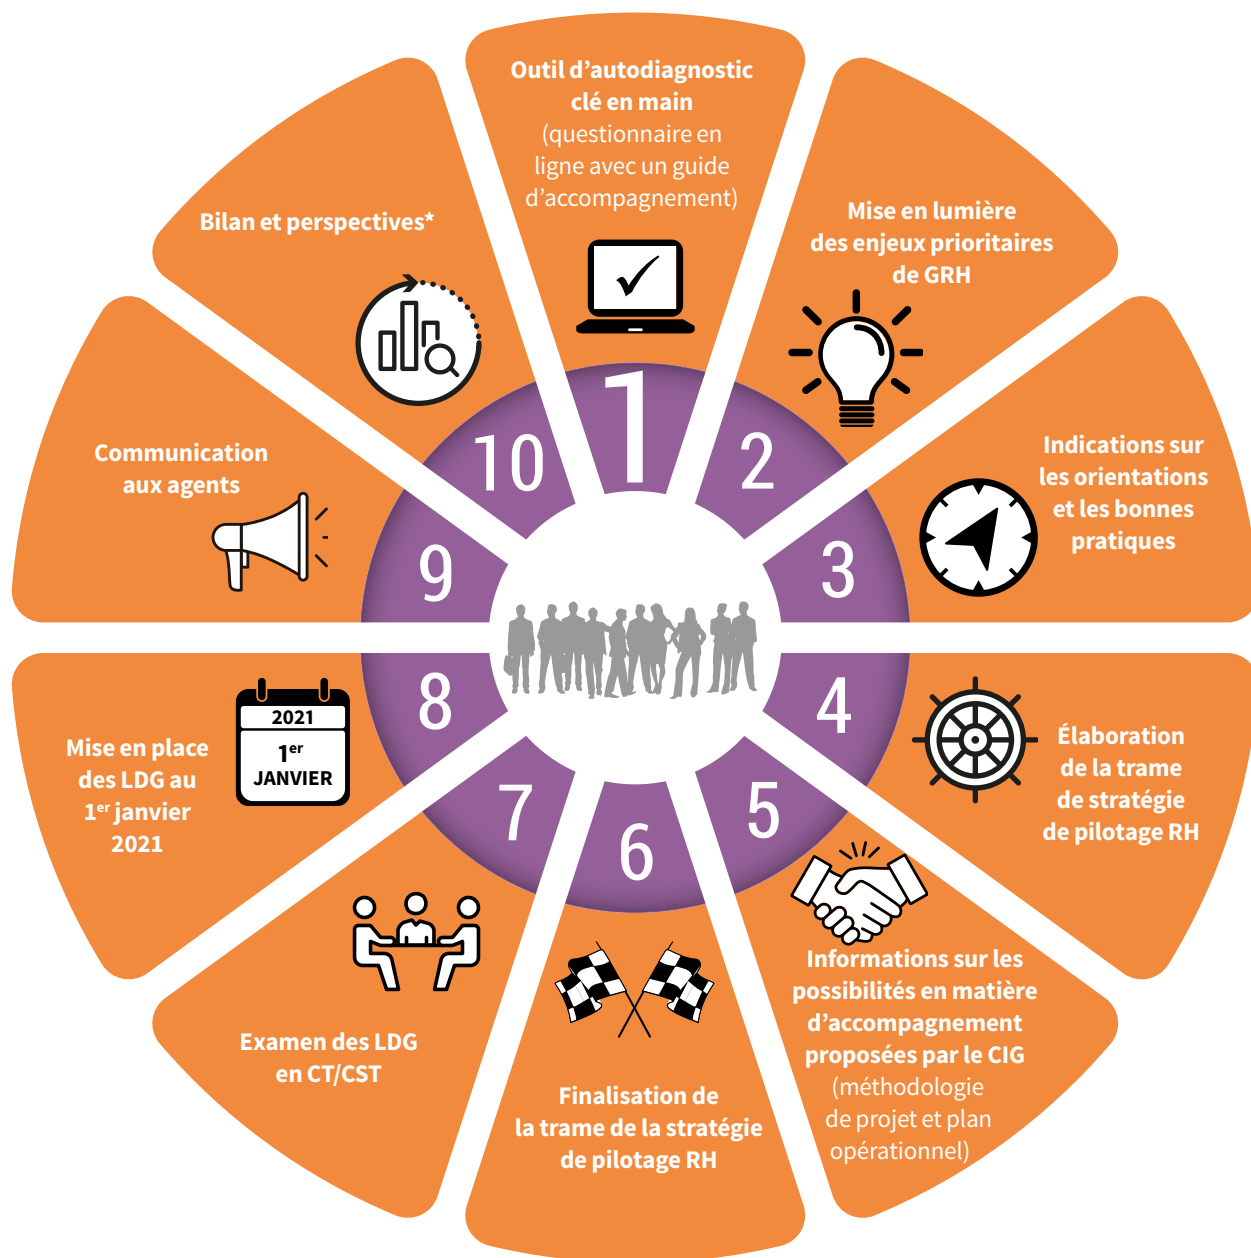 Outil d'autodiagnostic
clé en main
(questionnaire en
ligne avec un guide
d'accompagnement)
1
Mise en lumière
des enjeux prioritaires
de GRH
2
Indications sur
les orientations
et les bonnes
pratiques
3
Élaboration
de la trame
de stratégie
de pilotage RH
4
Informations sur les
possibilités en matière
d'accompagnement
proposées par le CIG
(méthodologie
de projet et plan
opérationnel)
5
Finalisation de
la trame de la stratégie
de pilotage RH
6
Examen des LDG
en CT/CST
7
Mise en place
des LDG au
1er janvier
2021
2021
1er
JANVIER
8
Communication
aux agents
9
Bilan et perspectives*
10